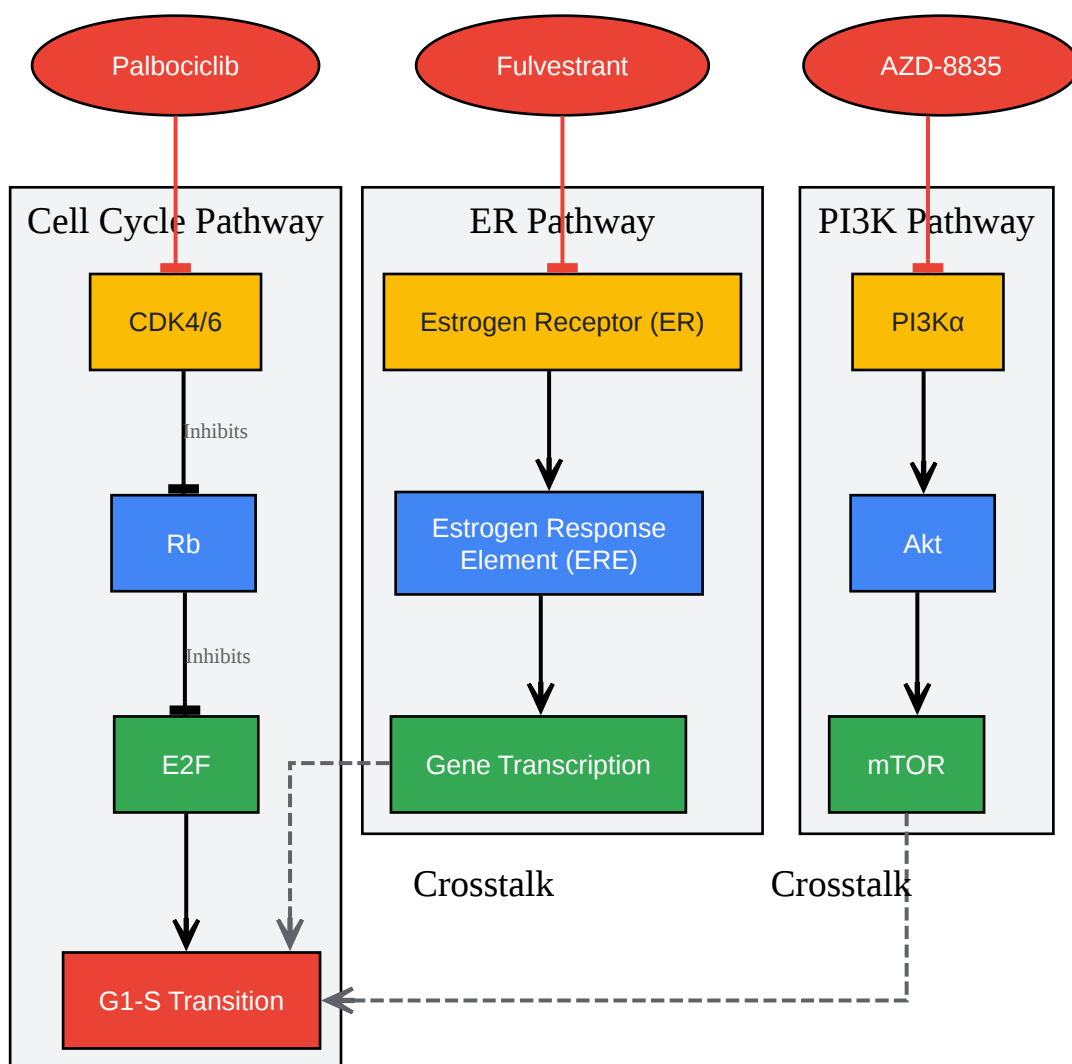 Palbociclib
Fulvestrant
AZD-8835
Cell Cycle Pathway
ER Pathway
PI3K Pathway
CDK4/6
Estrogen Receptor (ER)
PI3Kα
Inhibits
Rb
Estrogen Response
Element (ERE)
Akt
Inhibits
E2F
Gene Transcription
mTOR
Crosstalk
Crosstalk
G1-S Transition